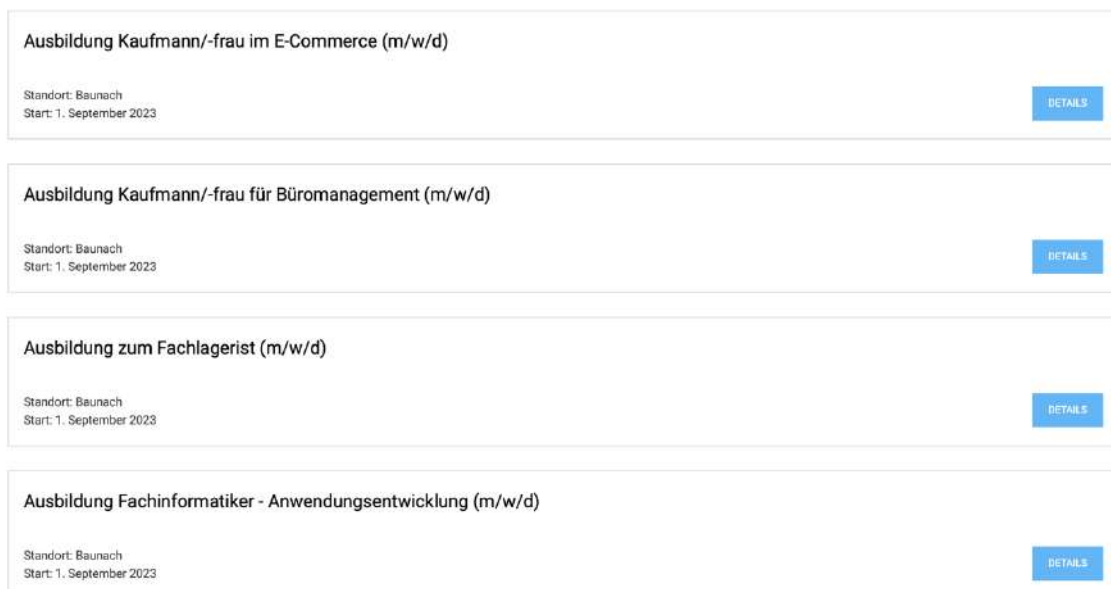 Ausbildung Kaufmann/-frau im E-Commerce (m/w/d)
Standort: Baunach
Start: 1. September 2023
DETAILS
Ausbildung Kaufmann/-frau für Büromanagement (m/w/d)
Standort: Baunach
Start: 1. September 2023
DETAILS
Ausbildung zum Fachlagerist (m/w/d)
Standort: Baunach
Start: 1. September 2023
DETAILS
Ausbildung Fachinformatiker - Anwendungsentwicklung (m/w/d)
Standort: Baunach
Start: 1. September 2023
DETAILS